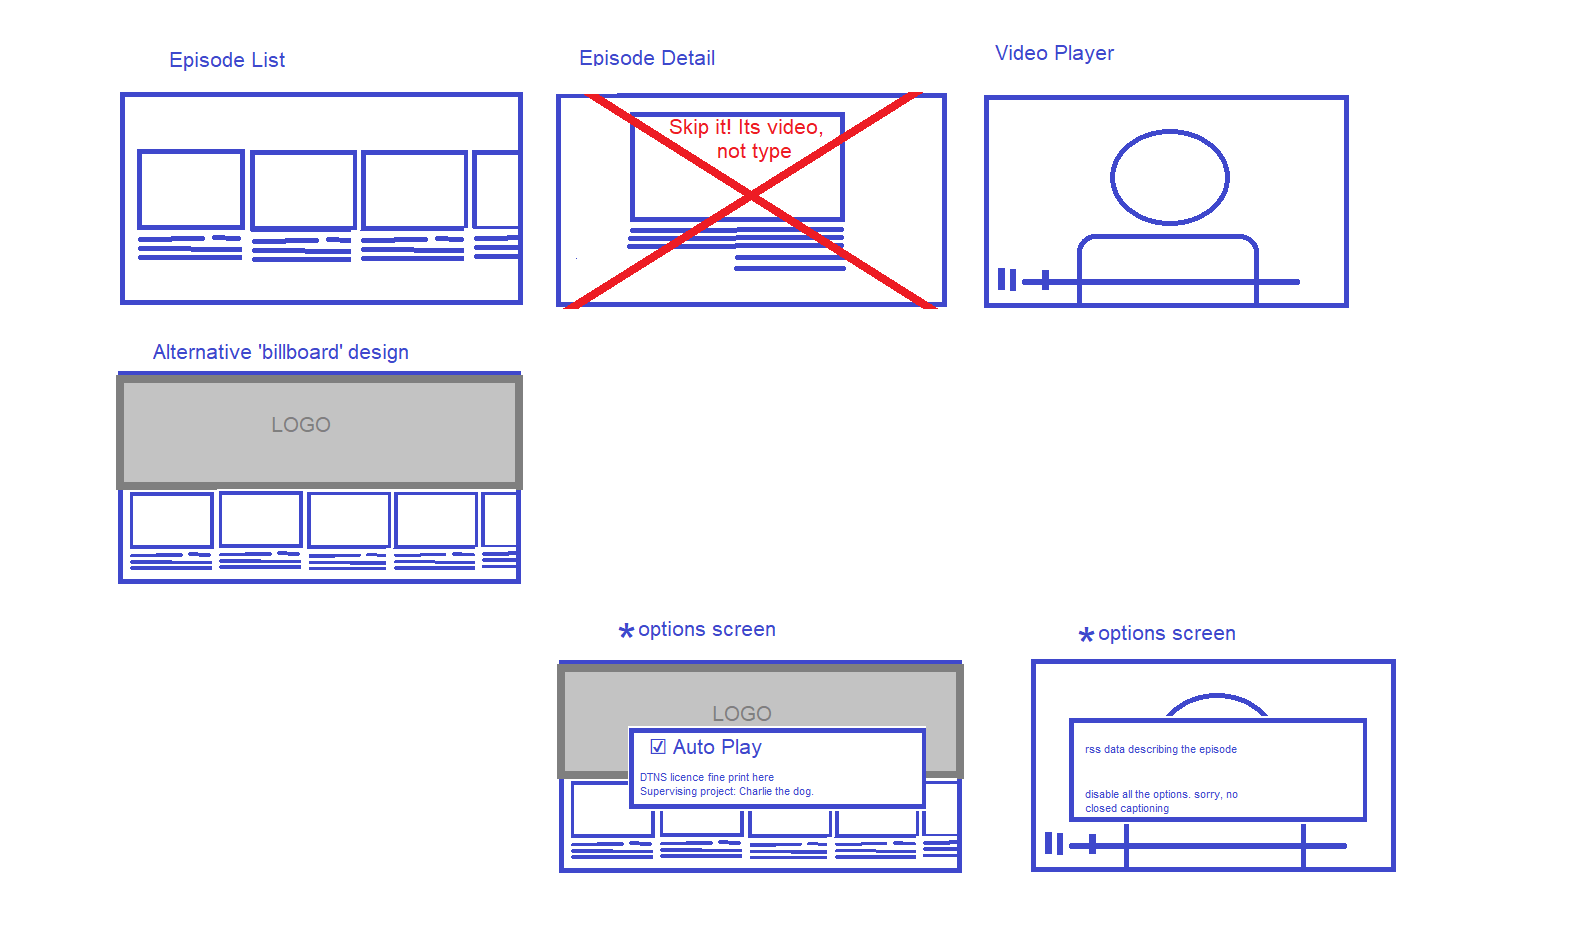 Episode List
Episode Detail
Video Player
Skip it! Its video,
not type
Alternative 'billboard' design
LOGO
*options screen
*options screen
LOGO
☑ Auto Play
DTNS licence fine print here
Supervising project: Charlie the dog.
rss data describing the episode
disable all the options. sorry, no
closed captioning